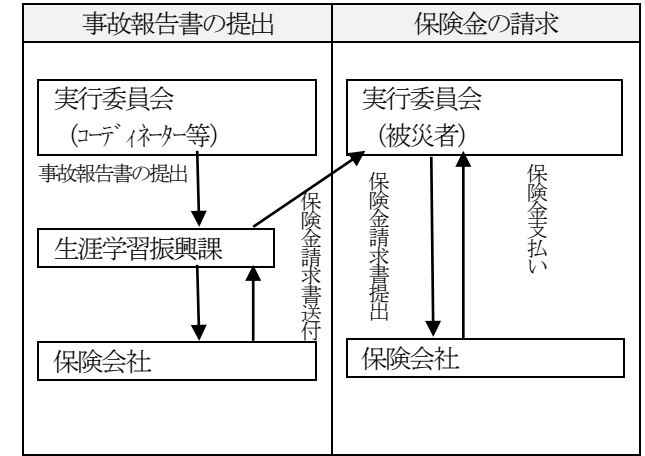 事故報告書の提出
保険金の請求
実行委員会
(ｺｰﾃﾞｨﾈｰﾀｰ等)
事故報告書の提出
生涯学習振興課
保険会社
保険金請求書送付
実行委員会
(被災者)
保険金請求書提出
保険金支払い
保険会社